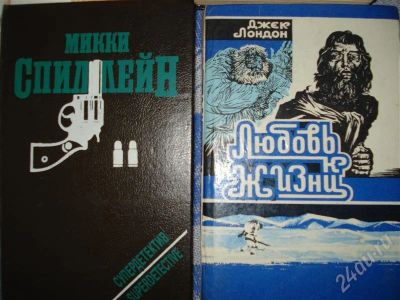 МИККИ
СПИЛЛЕЙН
СУПЕРДЕТЕКТИВ
SUPERDETECTIVE
ДЖЕК
ЛОНДОН
ЛЮБОВЬ
К
ЖИЗНИ
24au.ru